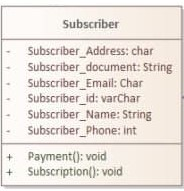 Subscriber
- Subscriber_Address: char
- Subscriber_document: String
- Subscriber_Email: Char
- Subscriber_id: varChar
- Subscriber_Name: String
- Subscriber_Phone: int
+ Payment(): void
+ Subscription(): void